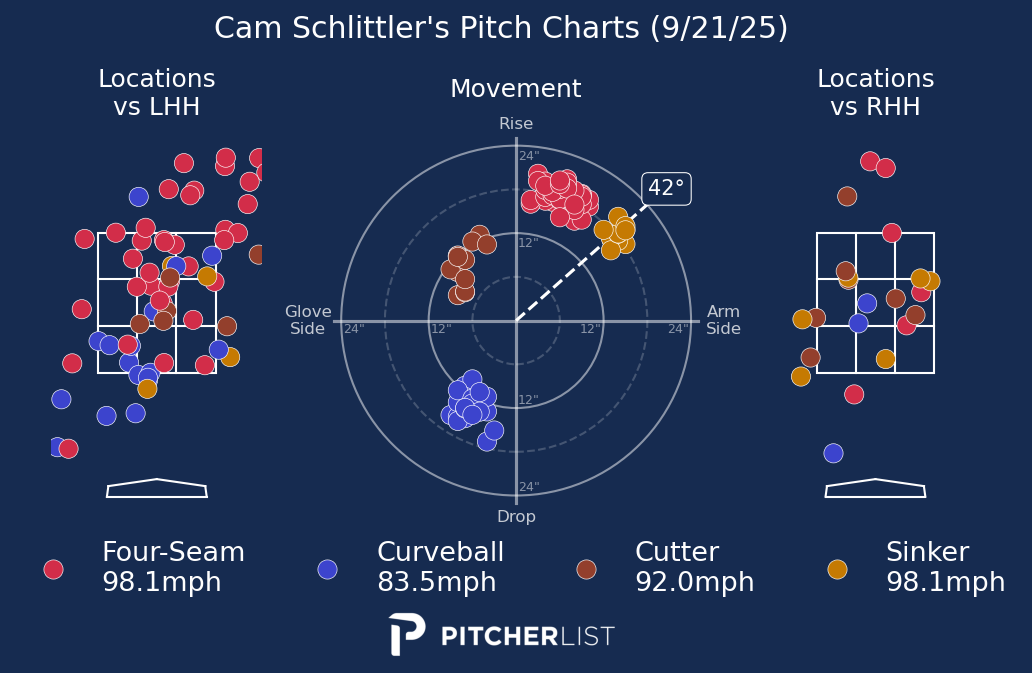 Cam Schlittler's Pitch Charts (9/21/25)
Locations
vs LHH
Movement
Locations
vs RHH
Rise
24"
42°
12"
Glove
Side
24"
12"
12"
24"
Arm
Side
12"
24"
Drop
Four-Seam
98.1mph
Curveball
83.5mph
Cutter
92.0mph
Sinker
98.1mph
PITCHERLIST